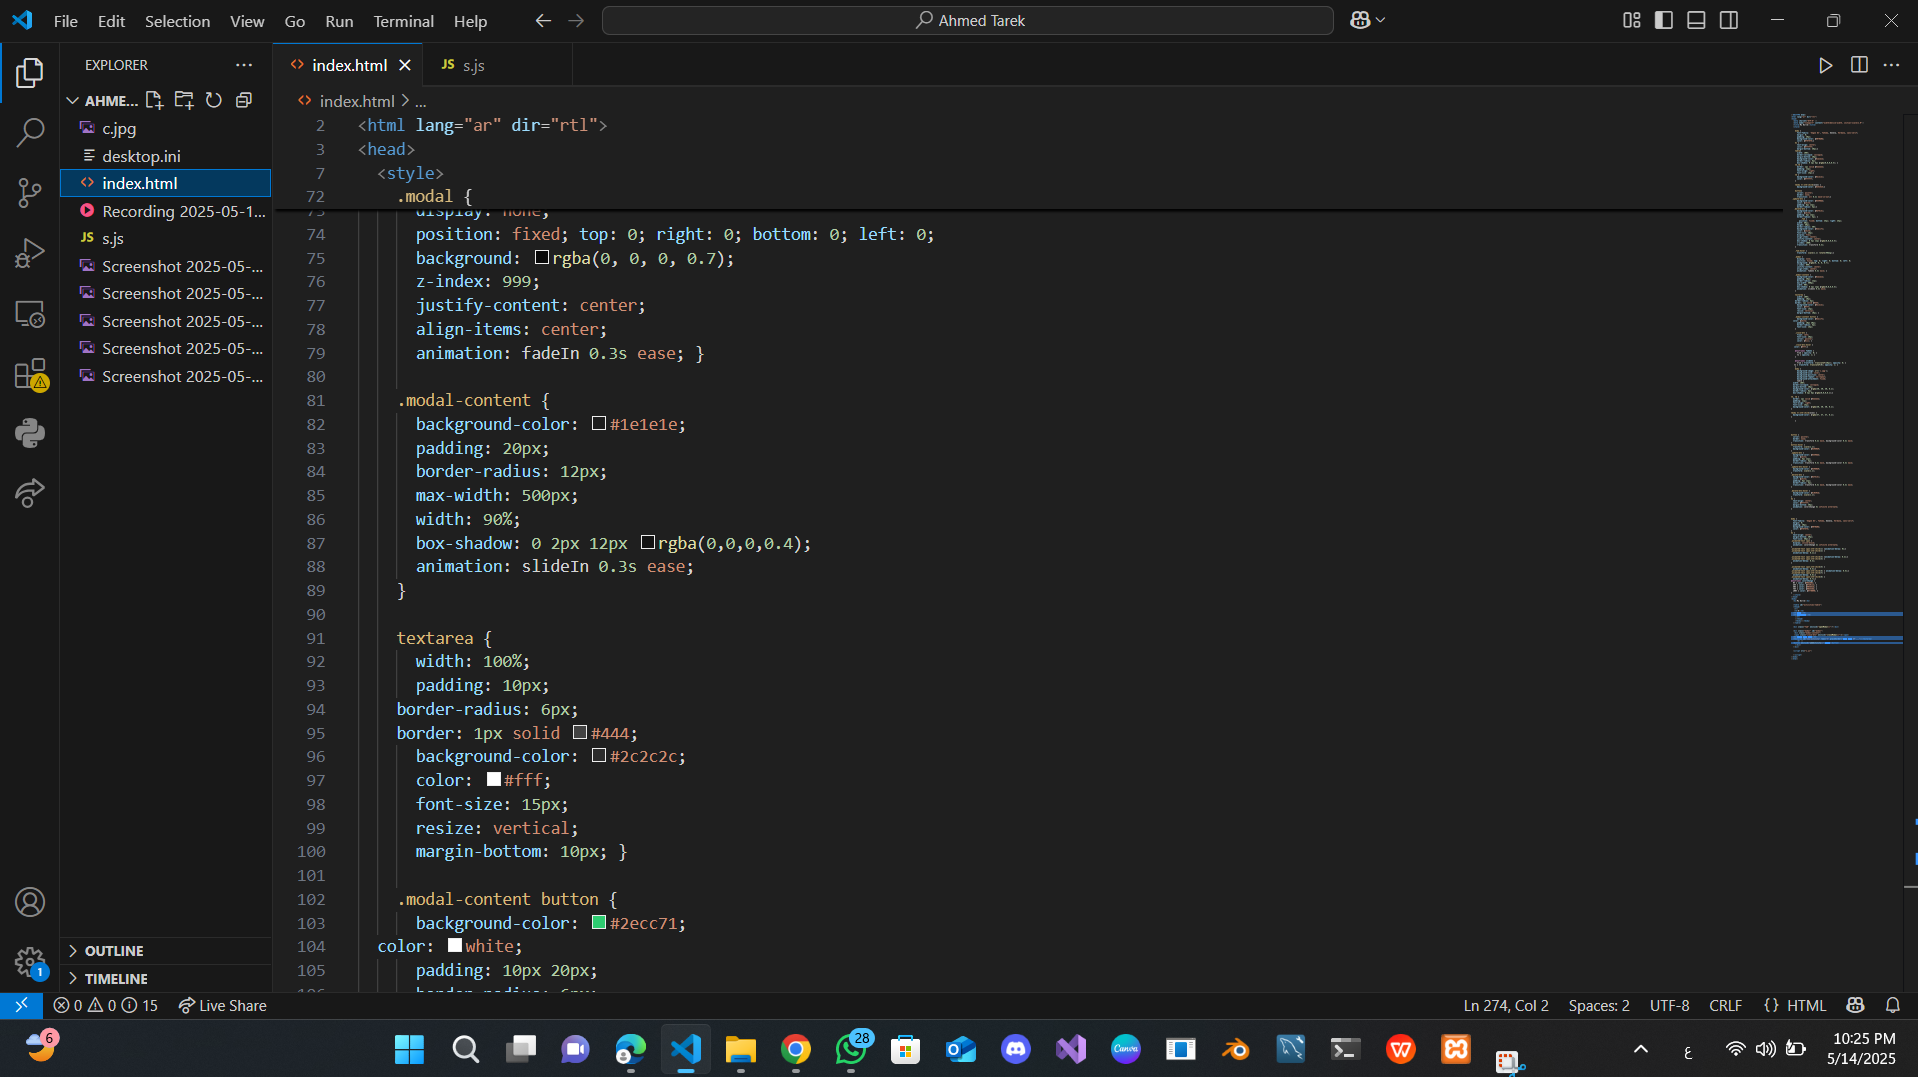 File Edit Selection View Go Run Terminal Help
Ahmed Tarek
EXPLORER
AHME...
c.jpg
desktop.ini
index.html
Recording 2025-05-1...
JS s.js
Screenshot 2025-05-...
Screenshot 2025-05-...
Screenshot 2025-05-...
Screenshot 2025-05-...
Screenshot 2025-05-...
OUTLINE
TIMELINE
index.html
JS s.js
index.html > ...
2 <html lang="ar" dir="rtl">
3 <head>
7 <style>
72 .modal {
73 display: none;
74 position: fixed; top: 0; right: 0; bottom: 0; left: 0;
75 background: rgba(0, 0, 0, 0.7);
76 z-index: 999;
77 justify-content: center;
78 align-items: center;
79 animation: fadeIn 0.3s ease; }
80
81 .modal-content {
82 background-color: #1e1e1e;
83 padding: 20px;
84 border-radius: 12px;
85 max-width: 500px;
86 width: 90%;
87 box-shadow: 0 2px 12px rgba(0,0,0,0.4);
88 animation: slideIn 0.3s ease;
89 }
90
91 textarea {
92 width: 100%;
93 padding: 10px;
94 border-radius: 6px;
95 border: 1px solid #444;
96 background-color: #2c2c2c;
97 color: #fff;
98 font-size: 15px;
99 resize: vertical;
100 margin-bottom: 10px; }
101
102 .modal-content button {
103 background-color: #2ecc71;
104 color: white;
105 padding: 10px 20px;
0 0 15 Live Share
Ln 274, Col 2 Spaces: 2 UTF-8 CRLF {} HTML
1
6
28
Canva
ع
10:25 PM
5/14/2025